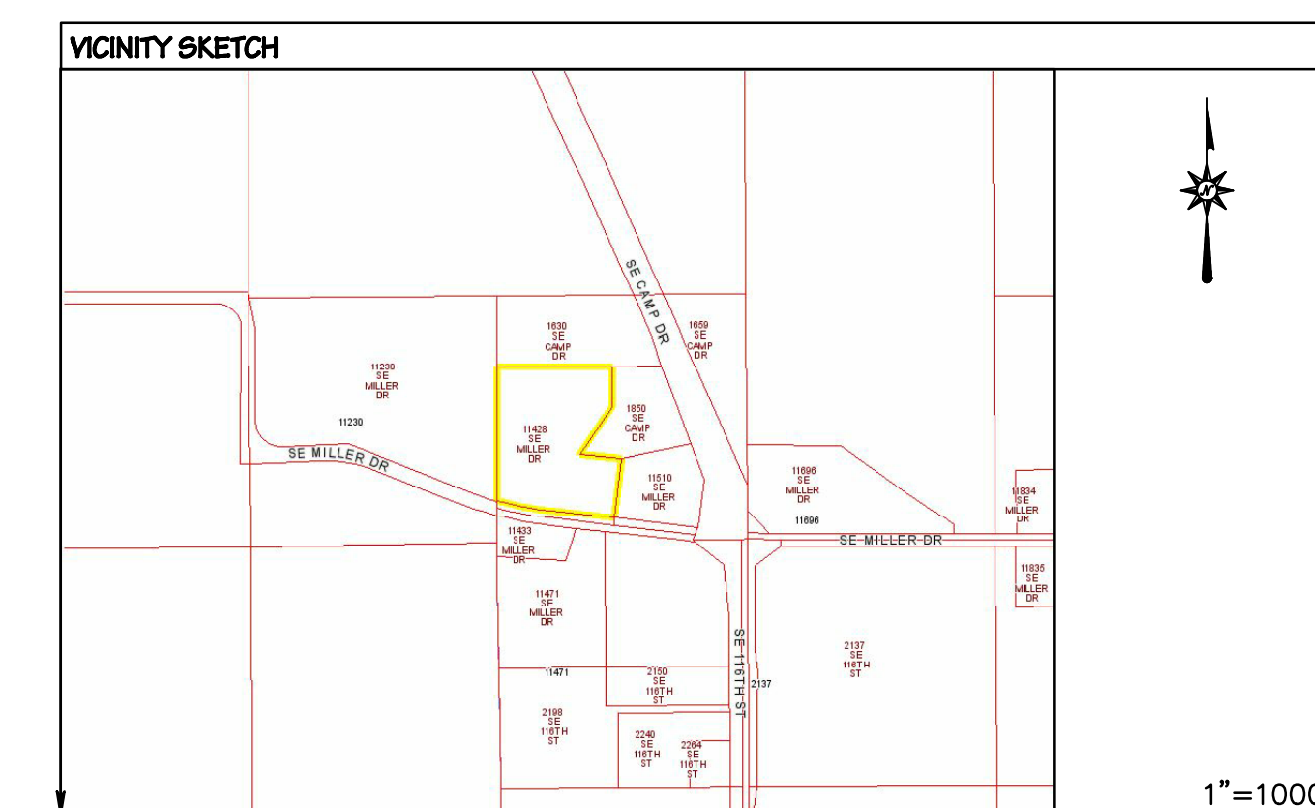 VICINITY SKETCH
N
SE CAMP DR
1630
SE
CAMP
DR
1659
SE
CAMP
DR
11230
SE
MILLER
DR
11230
1850
SE
CAMP
DR
11428
SE
MILLER
DR
SE MILLER DR
11510
SE
MILLER
DR
11696
SE
MILLER
DR
11696
11834
SE
MILLER
DR
11433
SE
MILLER
DR
SE MILLER DR
11835
SE
MILLER
DR
11471
SE
MILLER
DR
1471
SE 116TH ST
2137
SE
116TH
ST
2137
2150
SE
116TH
ST
2198
SE
116TH
ST
2240
SE
116TH
ST
2264
SE
116TH
ST
1"=1000